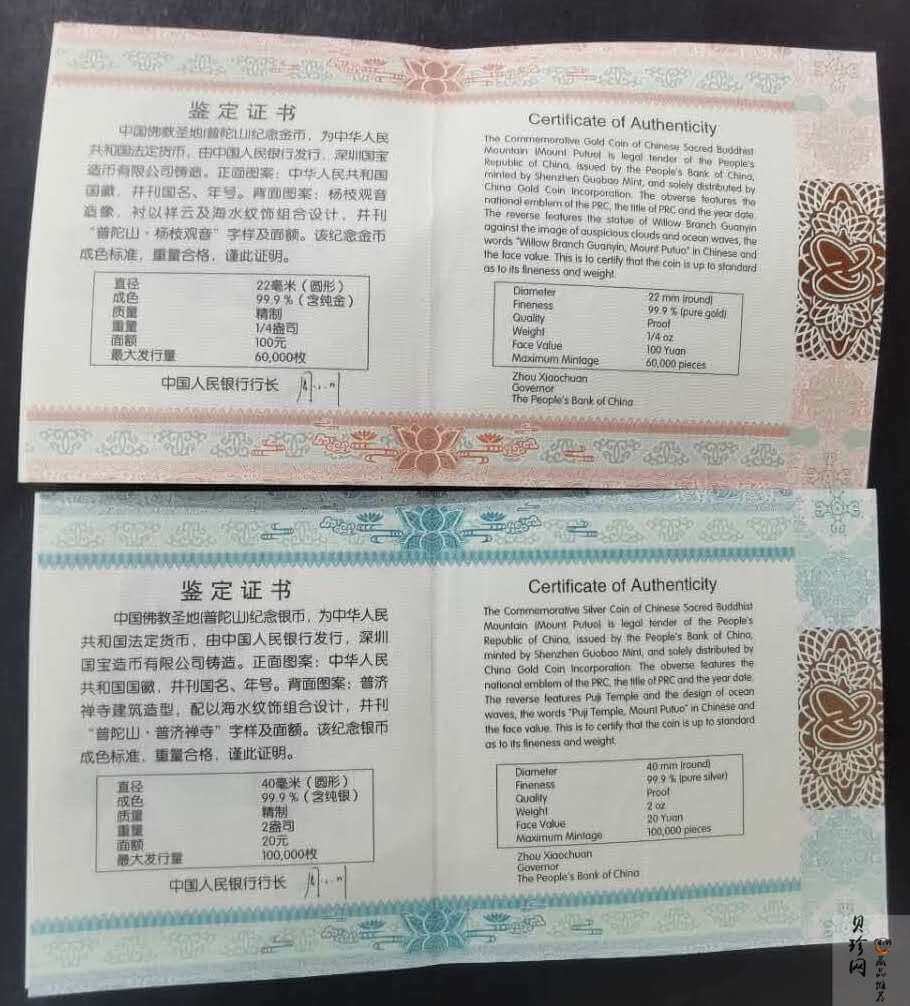 鉴定证书
中国佛教圣地(普陀山)纪念金币，为中华人民
共和国法定货币，由中国人民银行发行，深圳国宝
造币有限公司铸造。正面图案：中华人民共和国
国徽，并刊国名、年号。背面图案：杨枝观音
造像，衬以祥云及海水纹饰组合设计，并刊
“普陀山·杨枝观音”字样及面额。该纪念金币
成色标准，重量合格，谨此证明。
直径 22毫米（圆形）
成色 99.9%（含纯金）
质量 精制
重量 1/4盎司
面额 100元
最大发行量 60,000枚
中国人民银行行长
Certificate of Authenticity
The Commemorative Gold Coin of Chinese Sacred Buddhist
Mountain (Mount Putuo) is legal tender of the People's
Republic of China, issued by the People's Bank of China,
minted by Shenzhen Guobao Mint, and solely distributed by
China Gold Coin Incorporation. The obverse features the
national emblem of the PRC, the title of PRC and the year date.
The reverse features the statue of Willow Branch Guanyin
against the image of auspicious clouds and ocean waves, the
words "Willow Branch Guanyin, Mount Putuo" in Chinese and
the face value. This is to certify that the coin is up to standard
as to its fineness and weight.
Diameter 22 mm (round)
Fineness 99.9 % (pure gold)
Quality Proof
Weight 1/4 oz
Face Value 100 Yuan
Maximum Mintage 60,000 pieces
Zhou Xiaochuan
Governor
The People's Bank of China
鉴定证书
中国佛教圣地(普陀山)纪念银币，为中华人民
共和国法定货币，由中国人民银行发行，深圳
国宝造币有限公司铸造。正面图案：中华人民
共和国国徽，并刊国名、年号。背面图案：普济
禅寺建筑造型，配以海水纹饰组合设计，并刊
“普陀山·普济禅寺”字样及面额。该纪念银币
成色标准，重量合格，谨此证明。
直径 40毫米（圆形）
成色 99.9%（含纯银）
质量 精制
重量 2盎司
面额 20元
最大发行量 100,000枚
中国人民银行行长
Certificate of Authenticity
The Commemorative Silver Coin of Chinese Sacred Buddhist
Mountain (Mount Putuo) is legal tender of the People's
Republic of China, issued by the People's Bank of China,
minted by Shenzhen Guobao Mint, and solely distributed by
China Gold Coin Incorporation. The obverse features the
national emblem of the PRC, the title of PRC and the year date.
The reverse features Puji Temple and the design of ocean
waves, the words "Puji Temple, Mount Putuo" in Chinese and
the face value. This is to certify that the coin is up to standard
as to its fineness and weight.
Diameter 40 mm (round)
Fineness 99.9 % (pure silver)
Quality Proof
Weight 2 oz
Face Value 20 Yuan
Maximum Mintage 100,000 pieces
Zhou Xiaochuan
Governor
The People's Bank of China
贝珍网